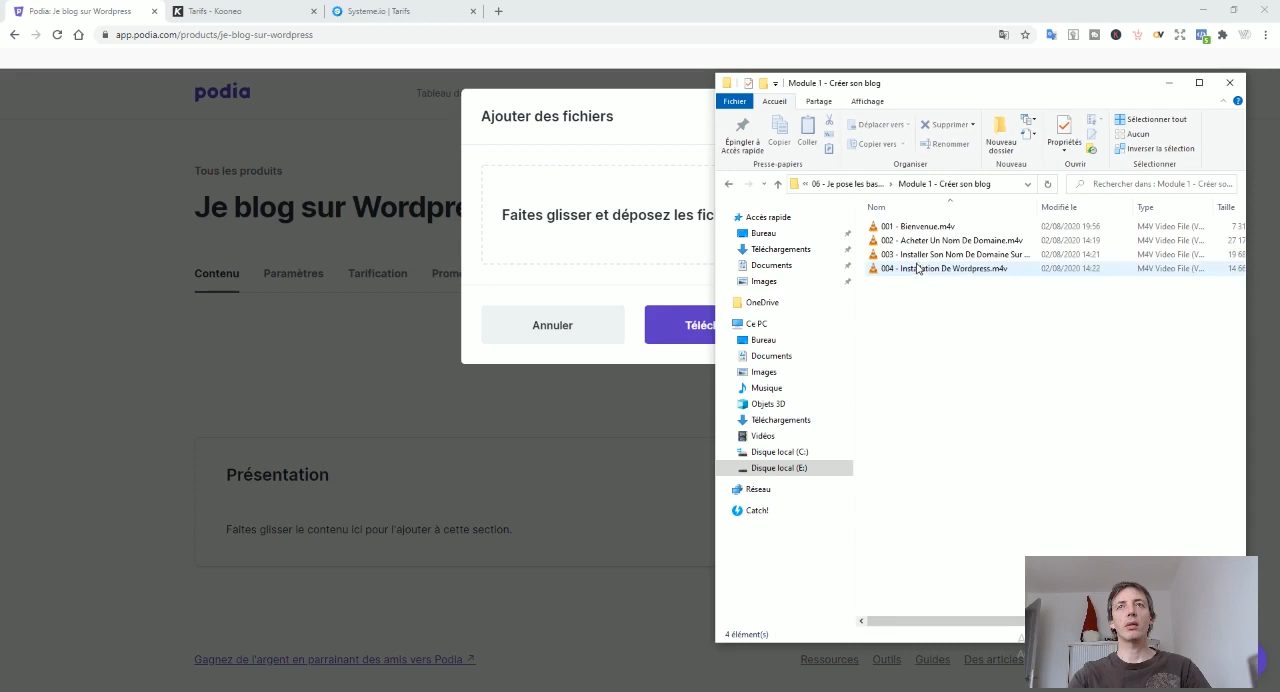 Podia: Je blog sur Wordpress
Tarifs - Kooneo
Systeme.io | Tarifs
app.podia.com/products/je-blog-sur-wordpress
podia
Tableau d
Tous les produits
Je blog sur Wordpre
Contenu
Paramètres
Tarification
Promo
Ajouter des fichiers
Faites glisser et déposez les fic
Annuler
Téléc
Présentation
Faites glisser le contenu ici pour l'ajouter à cette section.
Gagnez de l'argent en parrainant des amis vers Podia
Ressources
Outils
Guides
Des articles
Module 1 - Créer son blog
Fichier
Accueil
Partage
Affichage
Épingler à
Accès rapide
Copier
Coller
Presse-papiers
Déplacer vers
Copier vers
Supprimer
Renommer
Organiser
Nouveau
dossier
Nouveau
Propriétés
Ouvrir
Sélectionner tout
Aucun
Inverser la sélection
Sélectionner
« 06 - Je pose les bas... > Module 1 - Créer son blog
Rechercher dans : Module 1 - Créer so...
Nom
Modifié le
Type
Taille
001 - Bienvenue.m4v 02/08/2020 19:56 M4V Video File (V... 7 31
002 - Acheter Un Nom De Domaine.m4v 02/08/2020 14:19 M4V Video File (V... 27 17
003 - Installer Son Nom De Domaine Sur ... 02/08/2020 14:21 M4V Video File (V... 19 68
004 - Installation De Wordpress.m4v 02/08/2020 14:22 M4V Video File (V... 14 66
Accès rapide
Bureau
Téléchargements
Documents
Images
OneDrive
Ce PC
Bureau
Documents
Images
Musique
Objets 3D
Téléchargements
Vidéos
Disque local (C:)
Disque local (E:)
Réseau
Catch!
4 élément(s)